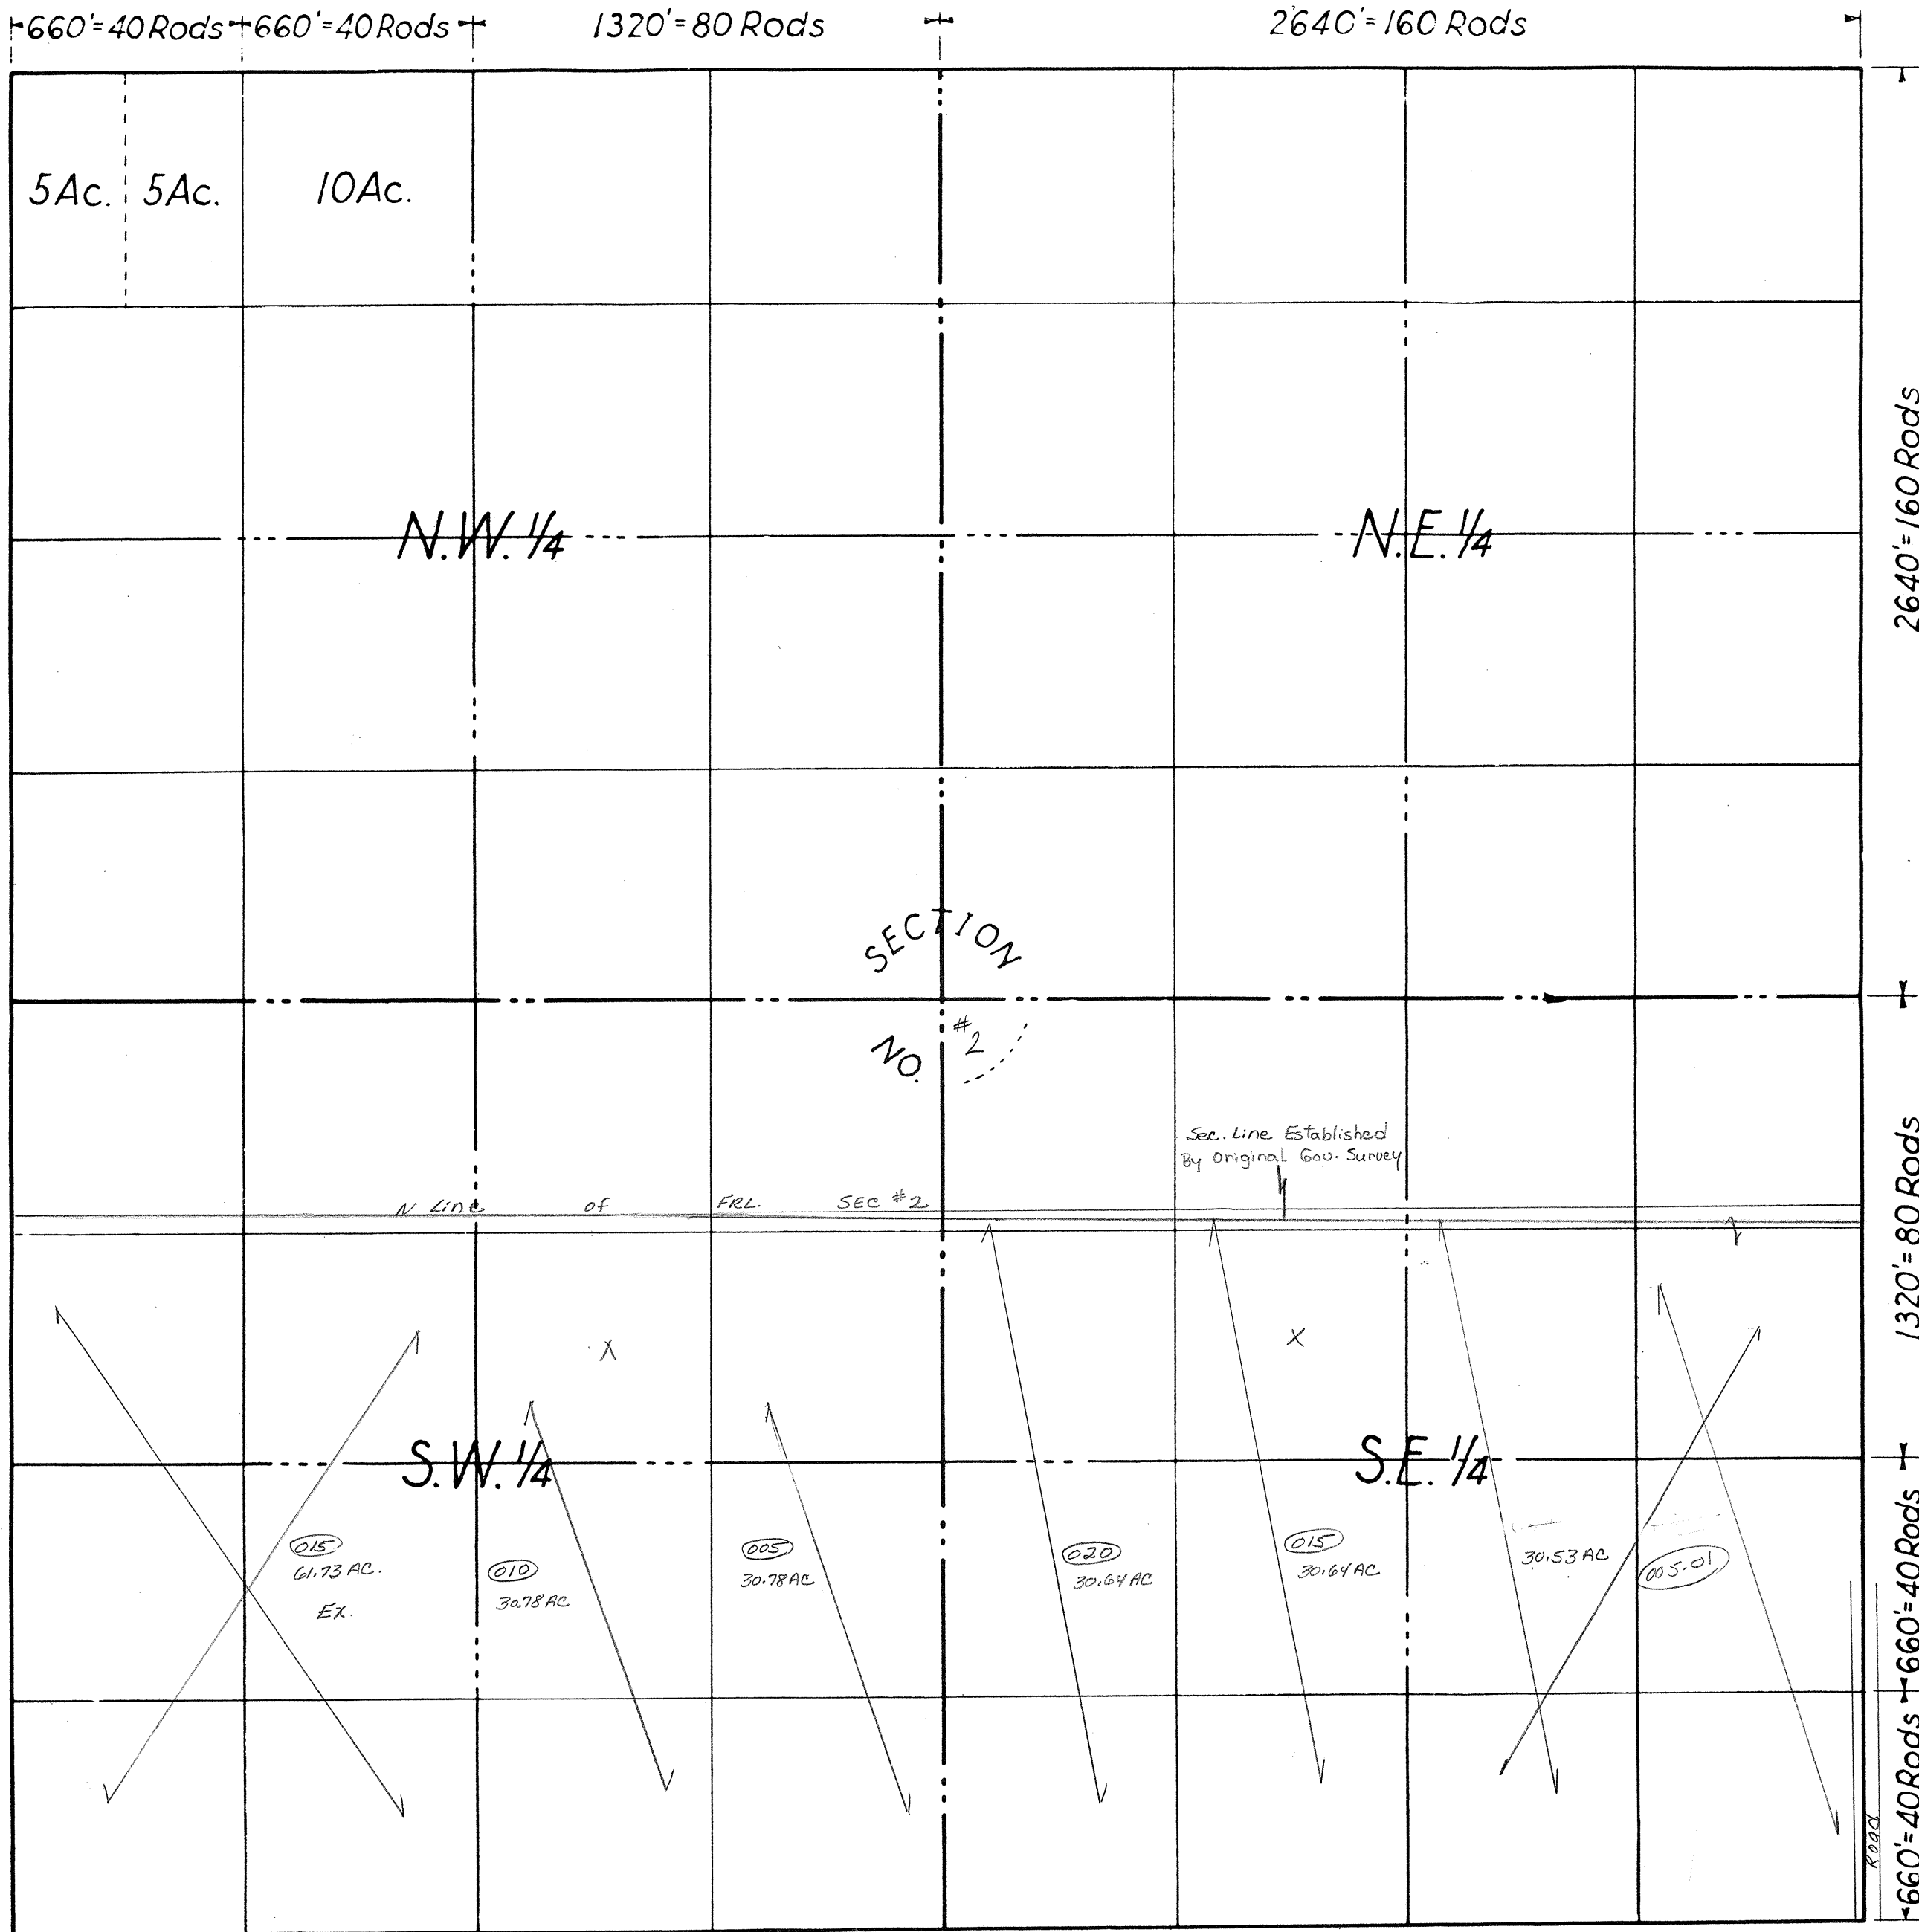 660'=40 Rods 660'=40 Rods 1320'=80 Rods 2640'=160 Rods
5Ac. 5Ac. 10Ac.
2640'=160 Rods
N.W. 1/4 N.E. 1/4
SECTION
NO. #2
Sec. Line Established
By Original Gov. Survey
N Line of FRL. SEC #2
1320'=80 Rods
S.W. 1/4 S.E. 1/4
015
61.73 AC.
Ex.
010
30.78 AC
005
30.78 AC
020
30.64 AC
015
30.64 AC
30.53 AC
005.01
660'=40 Rods
660'=40 Rods
Road
X
X